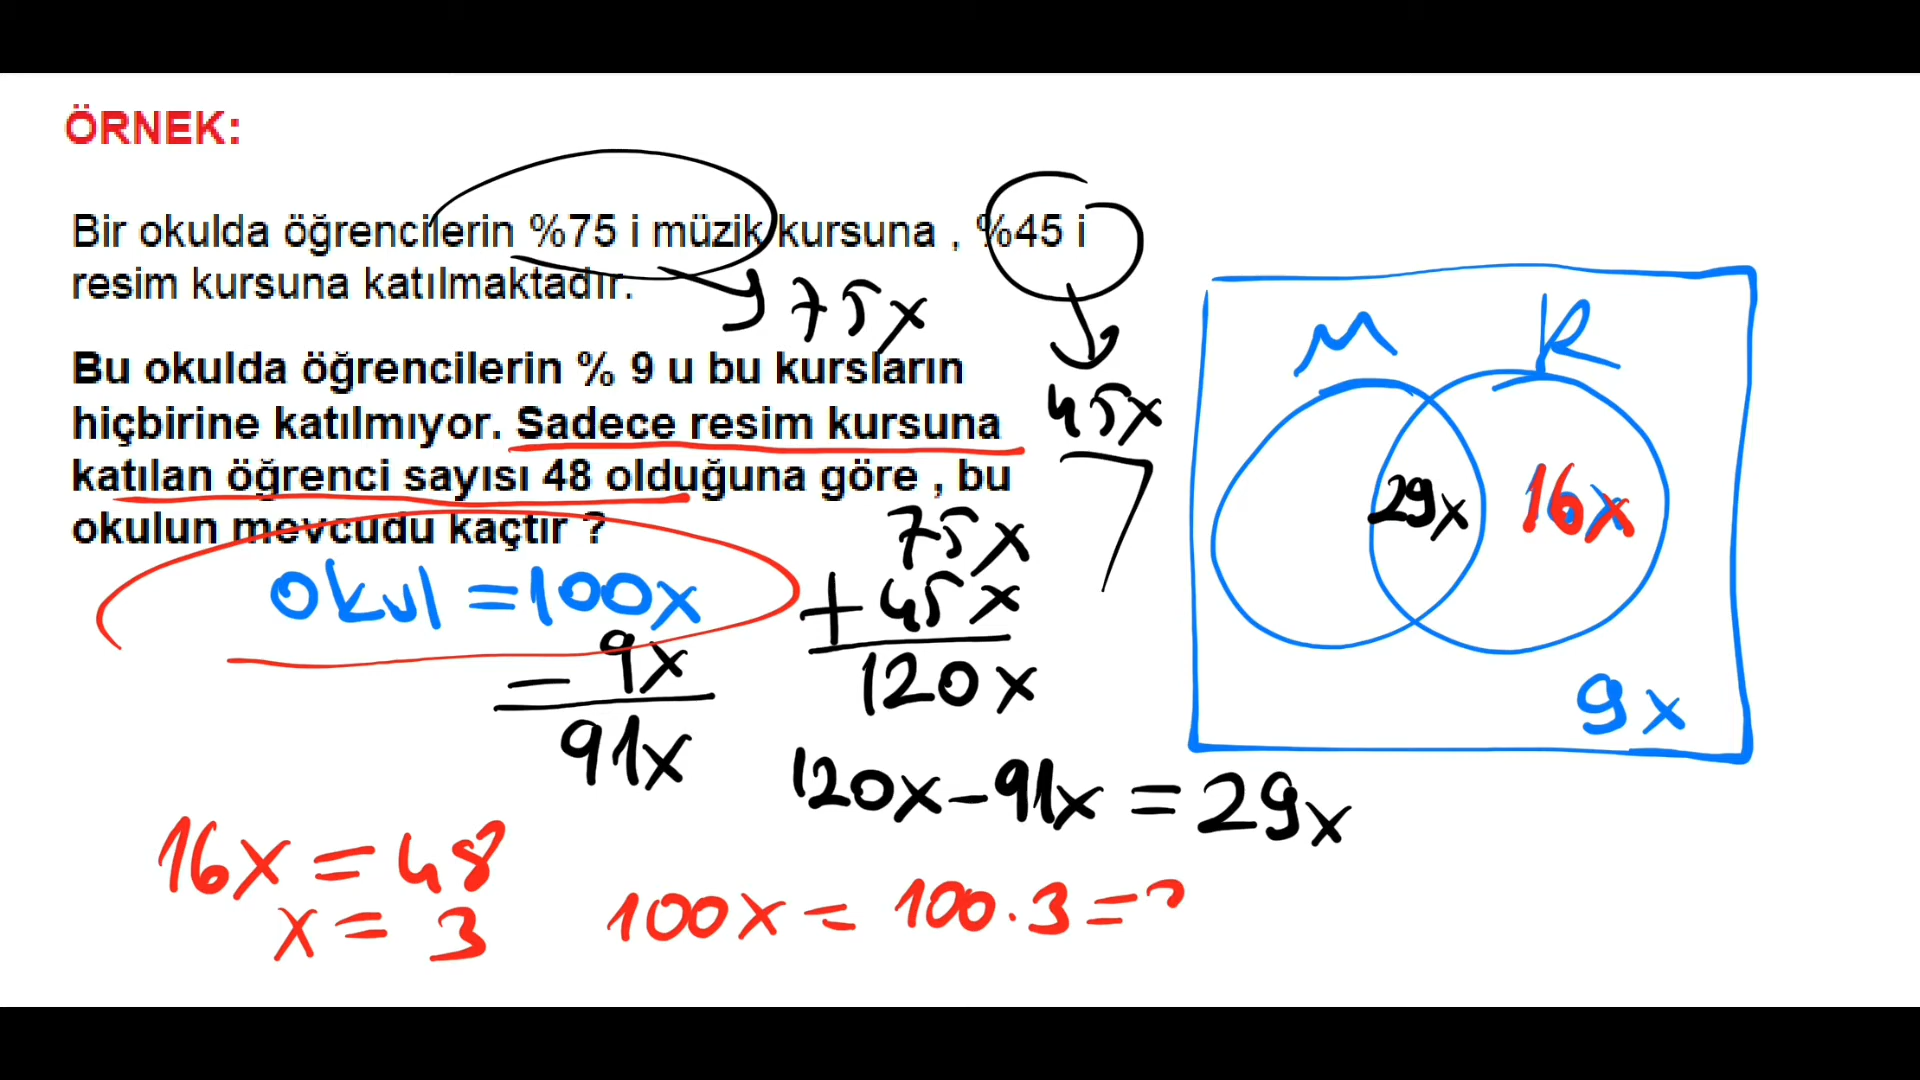 ÖRNEK:
Bir okulda öğrencilerin %75 i müzik kursuna , %45 i
resim kursuna katılmaktadır.
75x
45x
Bu okulda öğrencilerin % 9 u bu kursların
hiçbirine katılmıyor. Sadece resim kursuna
katılan öğrenci sayısı 48 olduğuna göre , bu
okulun mevcudu kaçtır ?
okul = 100x
- 9x
91x
75x
+ 45x
120x
120x - 91x = 29x
16x = 48
x = 3
100x = 100.3 =
M R
29x 16x
9x